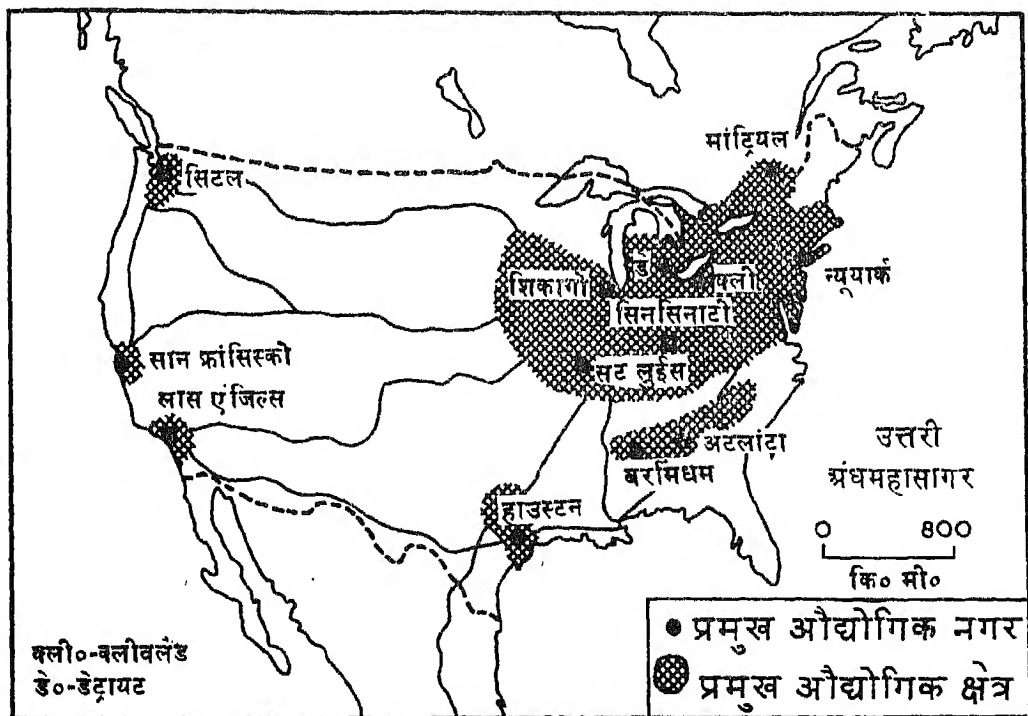 मांट्रियल
सिटल
न्यूयार्क
डे
क्ली
शिकागो
सिनसिनाटी
सान फ्रांसिस्को
सट लुईस
लास एंजिल्स
अटलांटा
उत्तरी
अंधमहासागर
बरमिंघम
हाउस्टन
0 800
कि० मी०
क्ली०-क्लीवलैंड
डे०-डेट्रायट
प्रमुख औद्योगिक नगर
प्रमुख औद्योगिक क्षेत्र